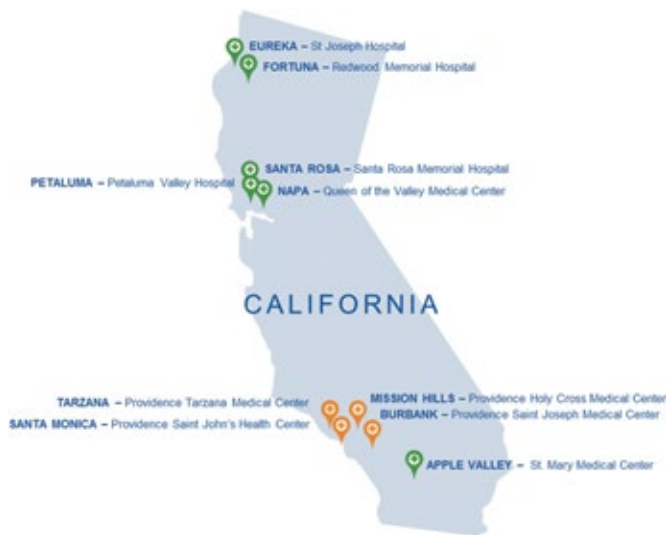 EUREKA – St Joseph Hospital
FORTUNA – Redwood Memorial Hospital
SANTA ROSA – Santa Rosa Memorial Hospital
PETALUMA – Petaluma Valley Hospital
NAPA – Queen of the Valley Medical Center
CALIFORNIA
MISSION HILLS – Providence Holy Cross Medical Center
TARZANA – Providence Tarzana Medical Center
BURBANK – Providence Saint Joseph Medical Center
SANTA MONICA – Providence Saint John's Health Center
APPLE VALLEY – St. Mary Medical Center